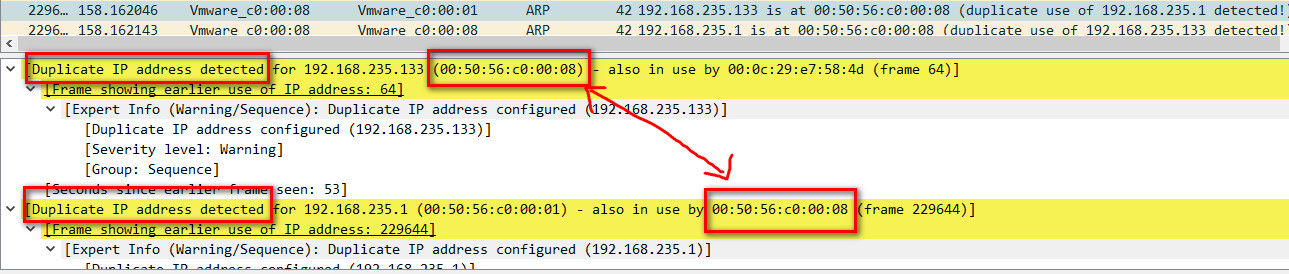 2296… 158.162046 Vmware_c0:00:08 Vmware_c0:00:01 ARP 42 192.168.235.133 is at 00:50:56:c0:00:08 (duplicate use of 192.168.235.1 detected!)
2296… 158.162143 Vmware_c0:00:08 Vmware_c0:00:08 ARP 42 192.168.235.1 is at 00:50:56:c0:00:08 (duplicate use of 192.168.235.133 detected!)
[Duplicate IP address detected for 192.168.235.133 (00:50:56:c0:00:08) - also in use by 00:0c:29:e7:58:4d (frame 64)]
[Frame showing earlier use of IP address: 64]
[Expert Info (Warning/Sequence): Duplicate IP address configured (192.168.235.133)]
[Duplicate IP address configured (192.168.235.133)]
[Severity level: Warning]
[Group: Sequence]
[Seconds since earlier frame seen: 53]
[Duplicate IP address detected for 192.168.235.1 (00:50:56:c0:00:01) - also in use by 00:50:56:c0:00:08 (frame 229644)]
[Frame showing earlier use of IP address: 229644]
[Expert Info (Warning/Sequence): Duplicate IP address configured (192.168.235.1)]
[Duplicate IP address configured (192.168.235.1)]